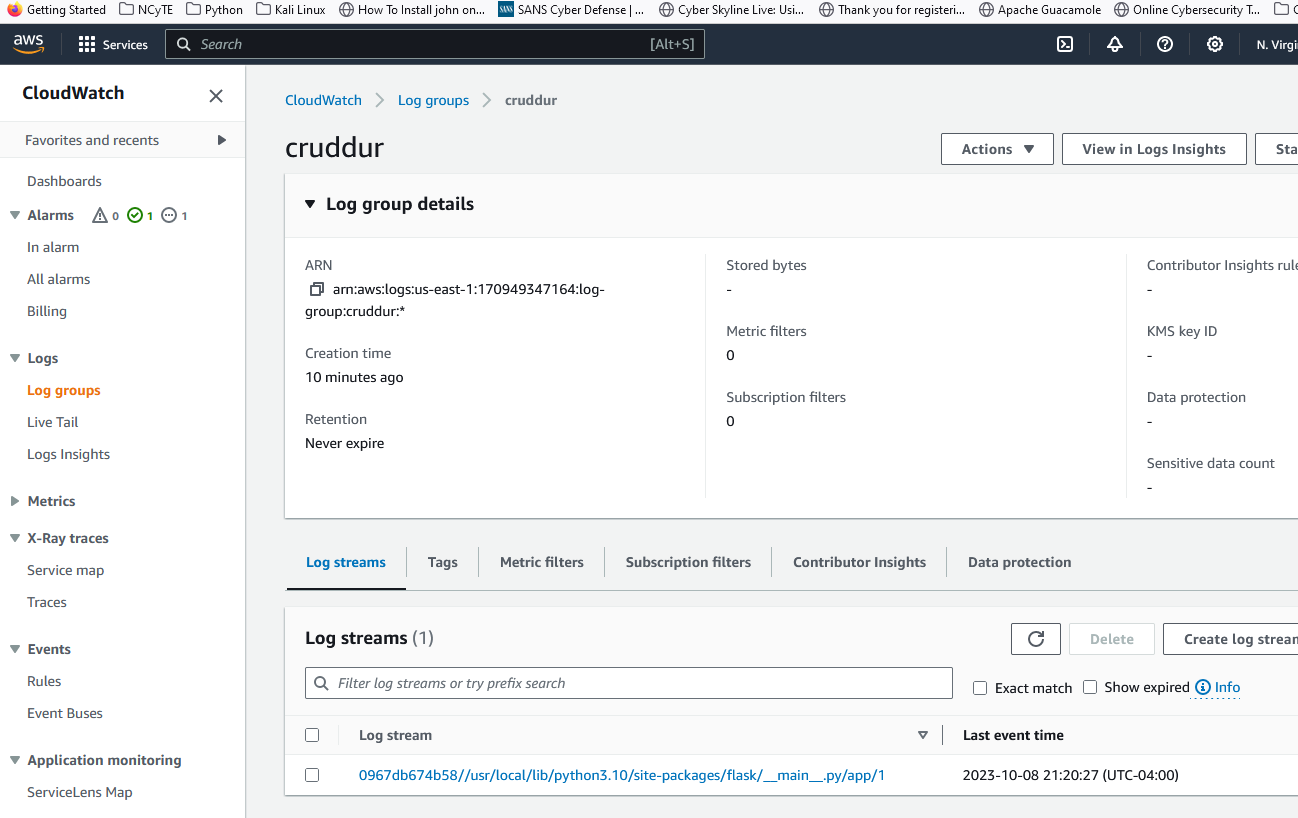 Getting Started NCyTE Python Kali Linux How To Install john on... SANS Cyber Defense | ... Cyber Skyline Live: Usi... Thank you for registeri... Apache Guacamole Online Cybersecurity T...
aws Services Search [Alt+S] N. Virgi
CloudWatch
Favorites and recents
Dashboards
Alarms 0 1 1
In alarm
All alarms
Billing
Logs
Log groups
Live Tail
Logs Insights
Metrics
X-Ray traces
Service map
Traces
Events
Rules
Event Buses
Application monitoring
ServiceLens Map
CloudWatch Log groups cruddur
cruddur
Actions View in Logs Insights Sta
Log group details
ARN
arn:aws:logs:us-east-1:170949347164:log-
group:cruddur:*
Creation time
10 minutes ago
Retention
Never expire
Stored bytes
-
Metric filters
0
Subscription filters
0
Contributor Insights rule
-
KMS key ID
-
Data protection
-
Sensitive data count
-
Log streams Tags Metric filters Subscription filters Contributor Insights Data protection
Log streams (1)
Delete Create log stream
Filter log streams or try prefix search
Exact match Show expired Info
Log stream Last event time
0967db674b58//usr/local/lib/python3.10/site-packages/flask/__main__.py/app/1 2023-10-08 21:20:27 (UTC-04:00)